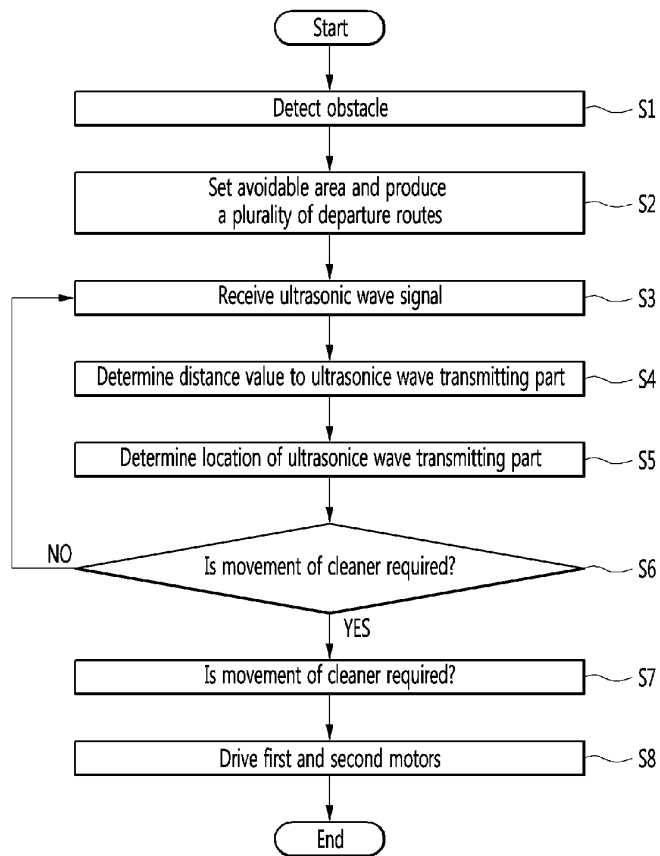 Start
Detect obstacle
S1
Set avoidable area and produce
a plurality of departure routes
S2
Receive ultrasonic wave signal
S3
Determine distance value to ultrasonice wave transmitting part
S4
Determine location of ultrasonice wave transmitting part
S5
NO
Is movement of cleaner required?
S6
YES
Is movement of cleaner required?
S7
Drive first and second motors
S8
End